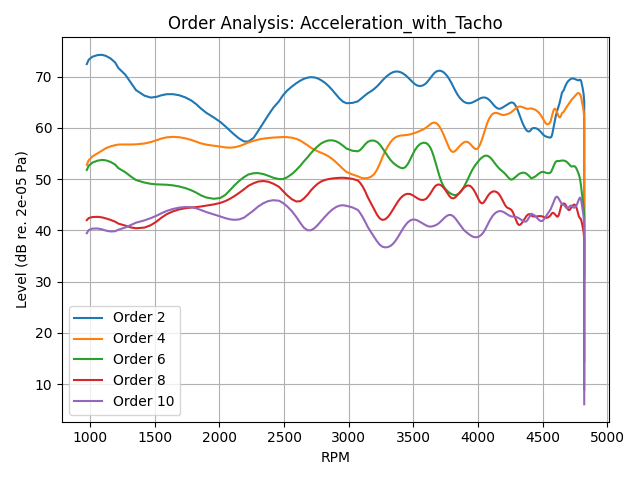 Order Analysis: Acceleration_with_Tacho
Level (dB re. 2e-05 Pa)
70
60
50
40
30
20
10
Order 2
Order 4
Order 6
Order 8
Order 10
1000 1500 2000 2500 3000 3500 4000 4500 5000
RPM